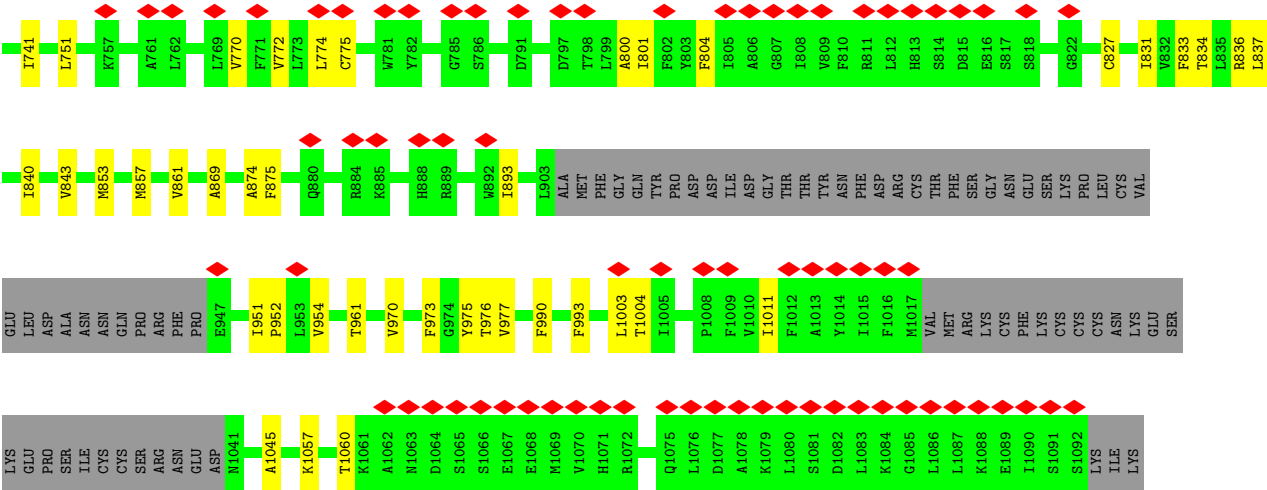 I741 L751 K757 A761 L762 L769 V770 F771 V772 L773 L774 C775 W781 Y782 G785 S786 D791 D797 T798 L799 A800 I801 F802 Y803 F804 I805 A806 G807 I808 V809 F810 R811 L812 H813 S814 D815 E816 S817 S818 G822 C827 I831 V832 F833 T834 L835 R836 L837
I840 V843 M853 M857 V861 A869 A874 F875 Q880 R884 K885 H888 R889 W892 I893 L903 ALA MET PHE GLY GLN TYR PRO ASP ASP ILE ASP GLY THR THR TYR ASN PHE ASP ARG CYS THR PHE SER GLY ASN GLU SER LYS PRO LEU CYS VAL
GLU LEU ASP ALA ASN ASN GLN PRO ARG PHE PRO E947 I951 P952 L953 V954 T961 V970 F973 G974 Y975 T976 V977 F990 F993 L1003 T1004 I1005 P1008 F1009 V1010 I1011 F1012 A1013 Y1014 I1015 F1016 M1017 VAL MET ARG LYS CYS PHE LYS CYS CYS CYS ASN LYS GLU SER
LYS GLU PRO SER ILE CYS CYS SER ARG ASN GLU ASP N1041 A1045 K1057 T1060 K1061 A1062 N1063 D1064 S1065 S1066 E1067 E1068 M1069 V1070 H1071 R1072 Q1075 L1076 D1077 A1078 K1079 L1080 S1081 D1082 L1083 K1084 G1085 L1086 L1087 K1088 E1089 I1090 S1091 S1092 LYS ILE LYS